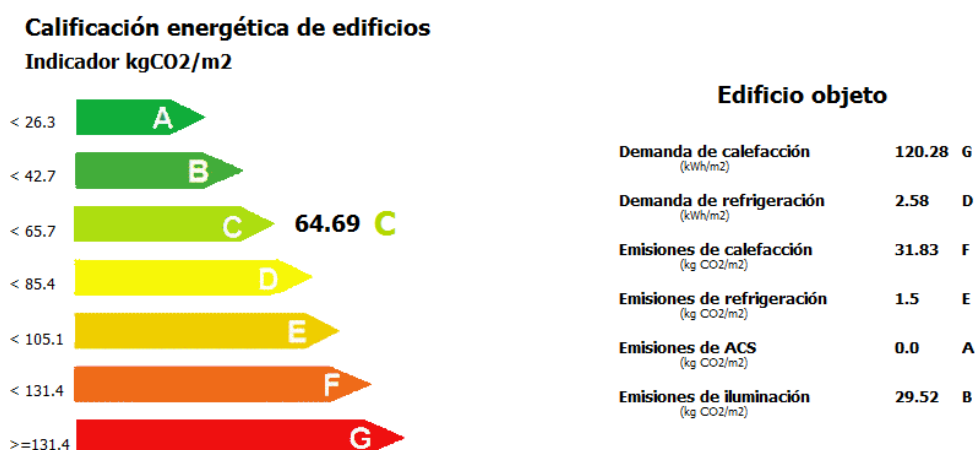 Calificación energética de edificios
Indicador kgCO2/m2
< 26.3 A
< 42.7 B
< 65.7 C 64.69 C
< 85.4 D
< 105.1 E
< 131.4 F
>=131.4 G
Edificio objeto
Demanda de calefacción 120.28 G
(kWh/m2)
Demanda de refrigeración 2.58 D
(kWh/m2)
Emisiones de calefacción 31.83 F
(kg CO2/m2)
Emisiones de refrigeración 1.5 E
(kg CO2/m2)
Emisiones de ACS 0.0 A
(kg CO2/m2)
Emisiones de iluminación 29.52 B
(kg CO2/m2)